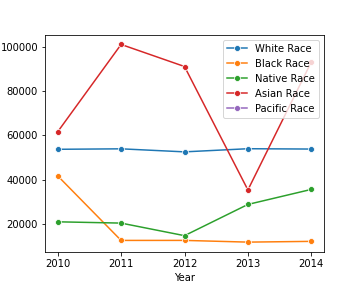 100000
80000
60000
40000
20000
White Race
Black Race
Native Race
Asian Race
Pacific Race
2010 2011 2012 2013 2014
Year